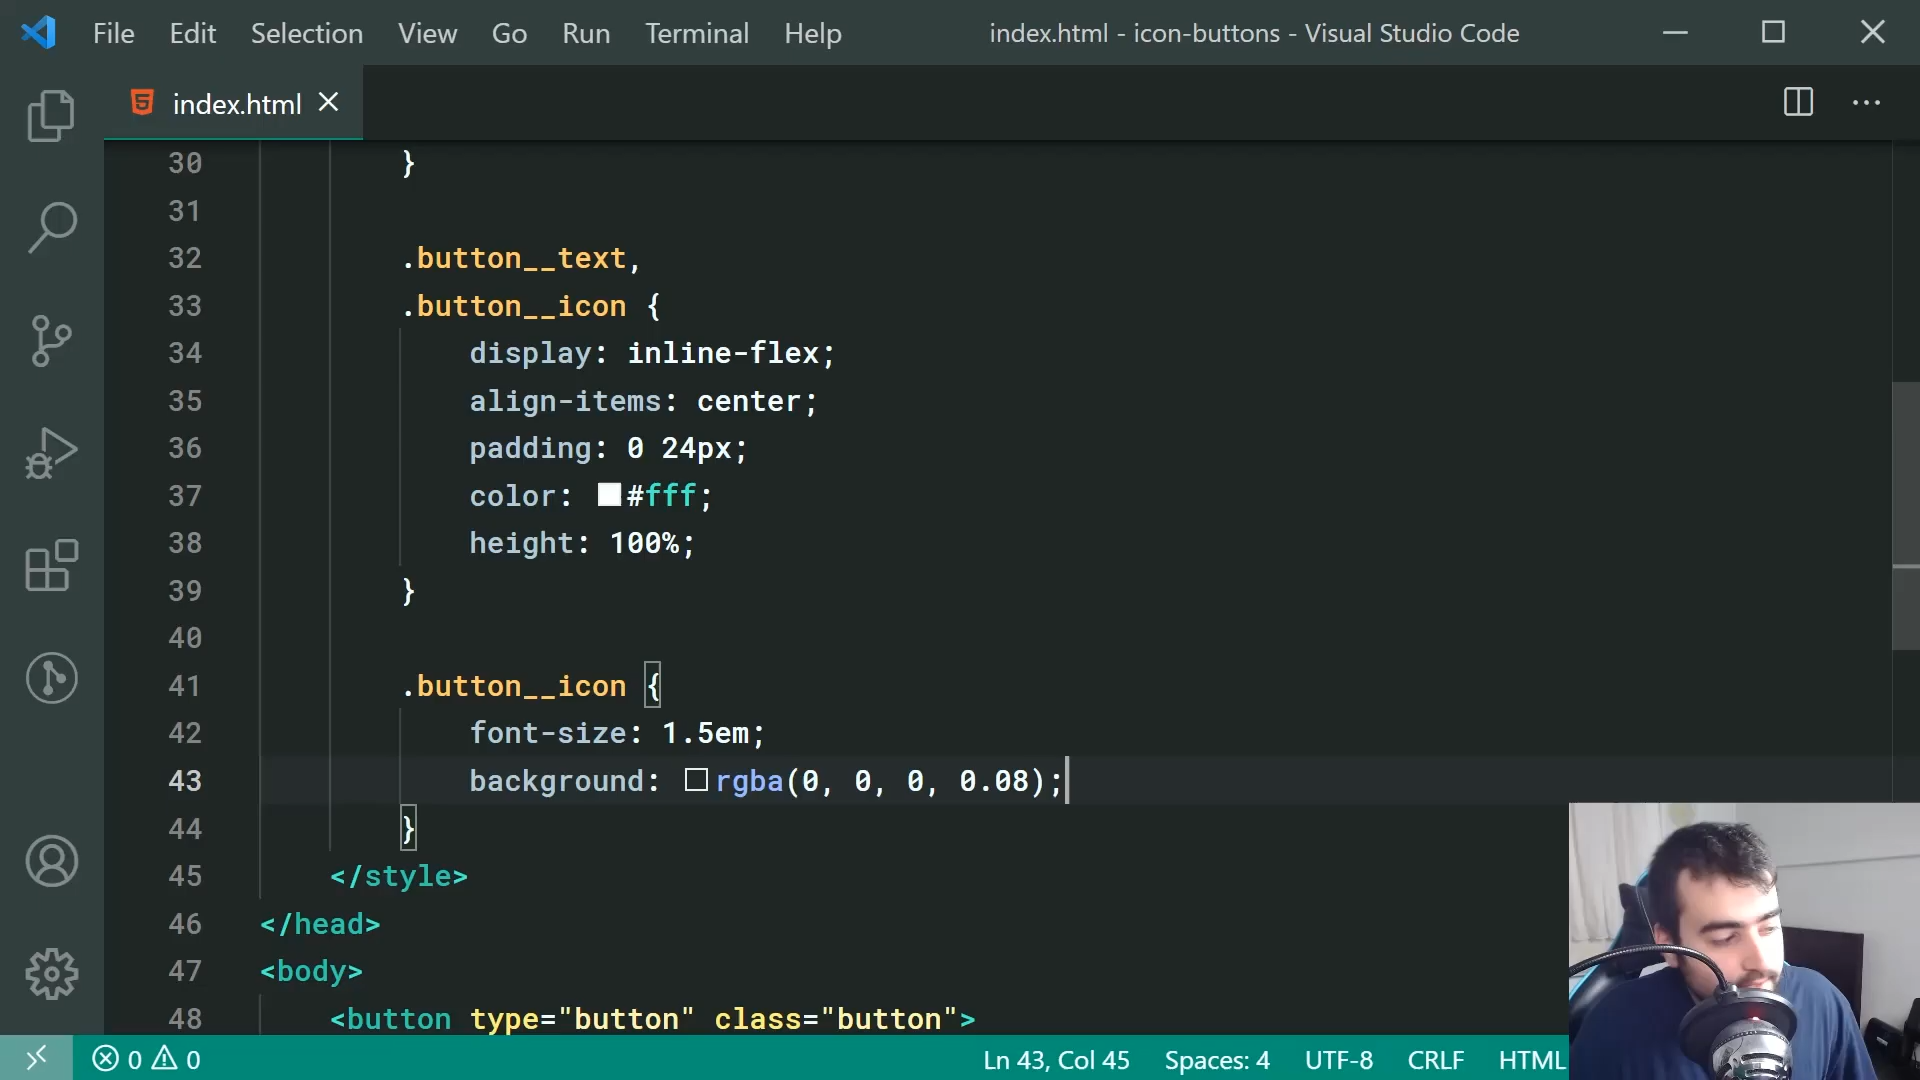 File Edit Selection View Go Run Terminal Help index.html - icon-buttons - Visual Studio Code
index.html
30 }
31
32 .button__text,
33 .button__icon {
34 display: inline-flex;
35 align-items: center;
36 padding: 0 24px;
37 color: #fff;
38 height: 100%;
39 }
40
41 .button__icon {
42 font-size: 1.5em;
43 background: rgba(0, 0, 0, 0.08);
44 }
45 </style>
46 </head>
47 <body>
48 <button type="button" class="button">
0 0 Ln 43, Col 45 Spaces: 4 UTF-8 CRLF HTML